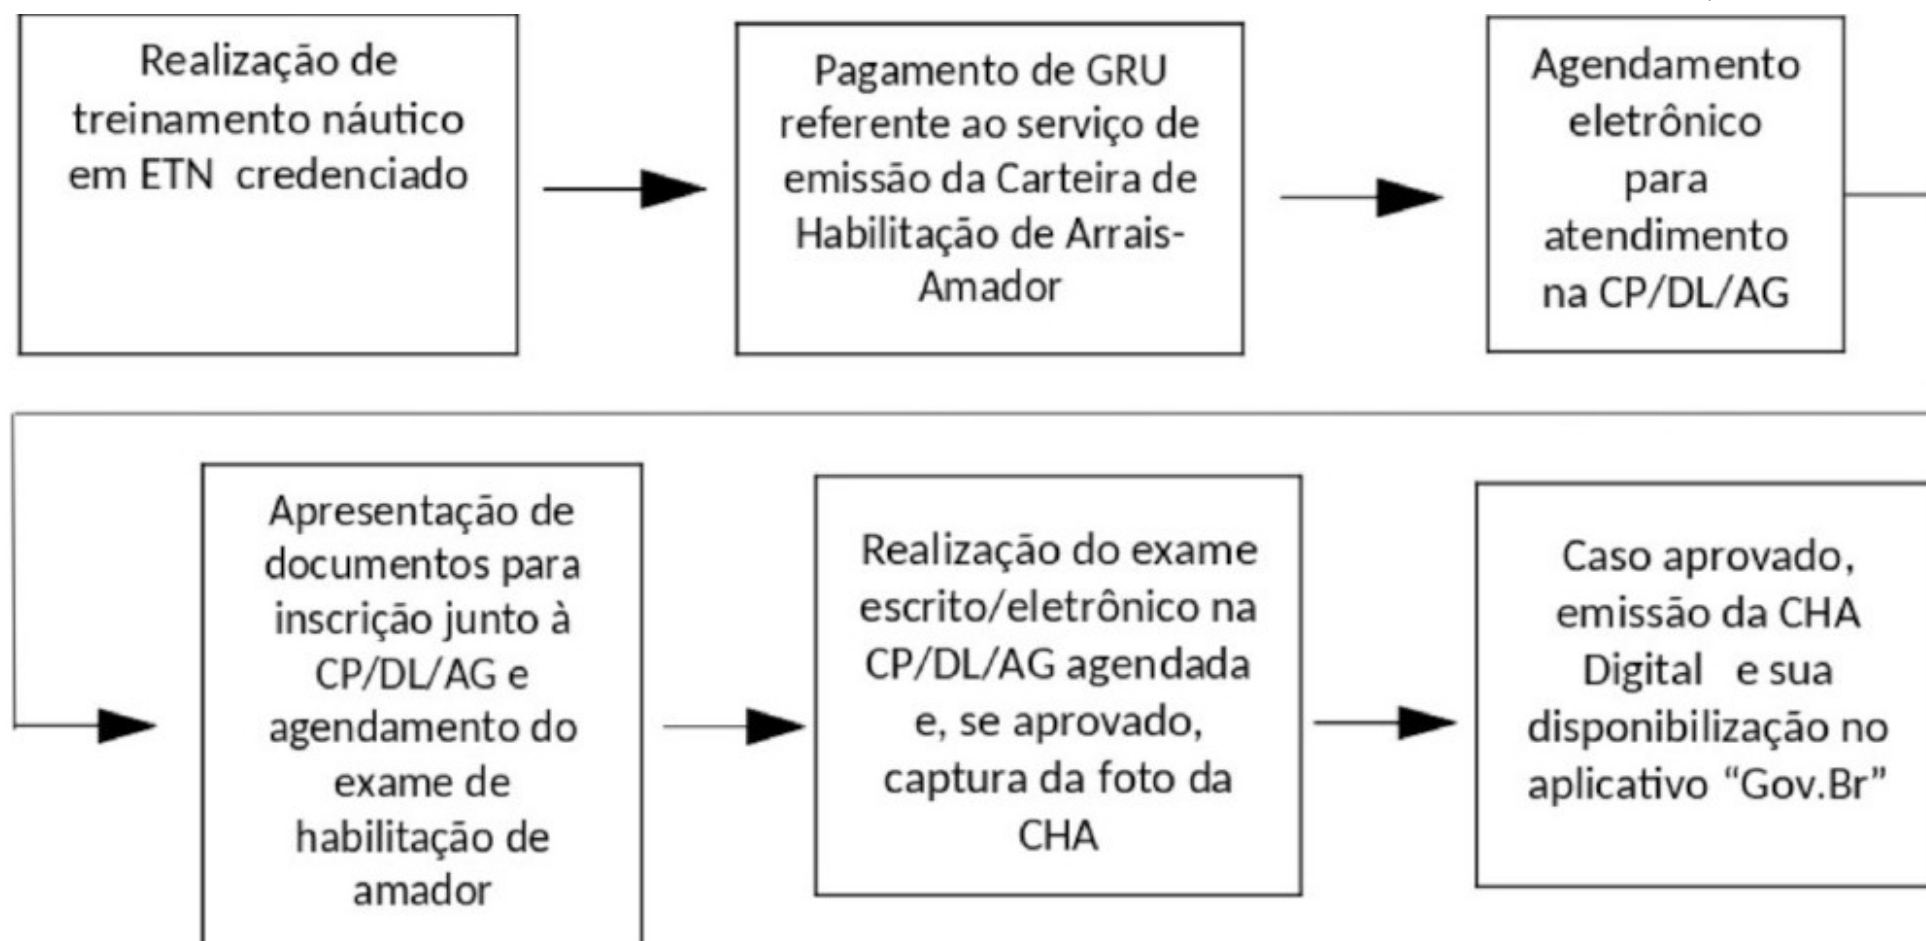 Realização de
treinamento náutico
em ETN credenciado
Pagamento de GRU
referente ao serviço de
emissão da Carteira de
Habilitação de Arrais-
Amador
Agendamento
eletrônico
para
atendimento
na CP/DL/AG
Apresentação de
documentos para
inscrição junto à
CP/DL/AG e
agendamento do
exame de
habilitação de
amador
Realização do exame
escrito/eletrônico na
CP/DL/AG agendada
e, se aprovado,
captura da foto da
CHA
Caso aprovado,
emissão da CHA
Digital e sua
disponibilização no
aplicativo “Gov.Br”